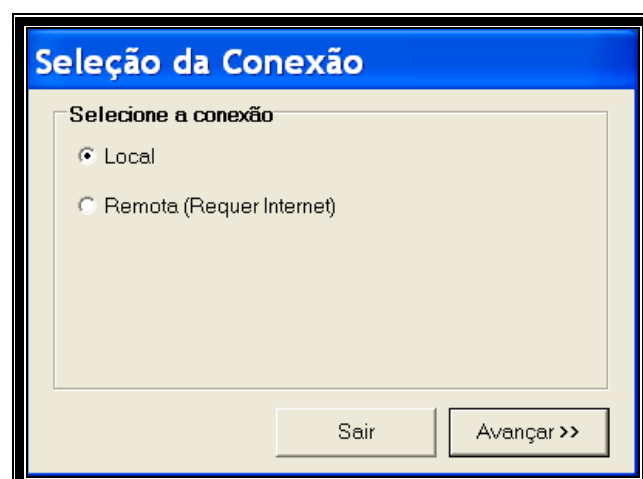 Seleção da Conexão
Selecione a conexão
Local
Remota (Requer Internet)
Sair
Avançar >>